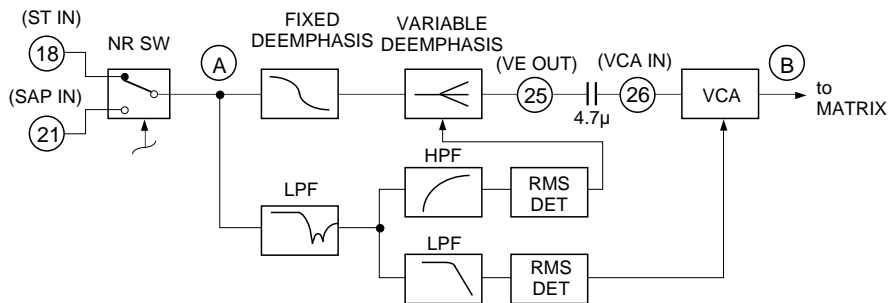 (ST IN)
18
NR SW
(SAP IN)
21
A
FIXED
DEEMPHASIS
VARIABLE
DEEMPHASIS
(VE OUT)
25
4.7µ
(VCA IN)
26
VCA
B
to
MATRIX
HPF
RMS
DET
LPF
LPF
RMS
DET